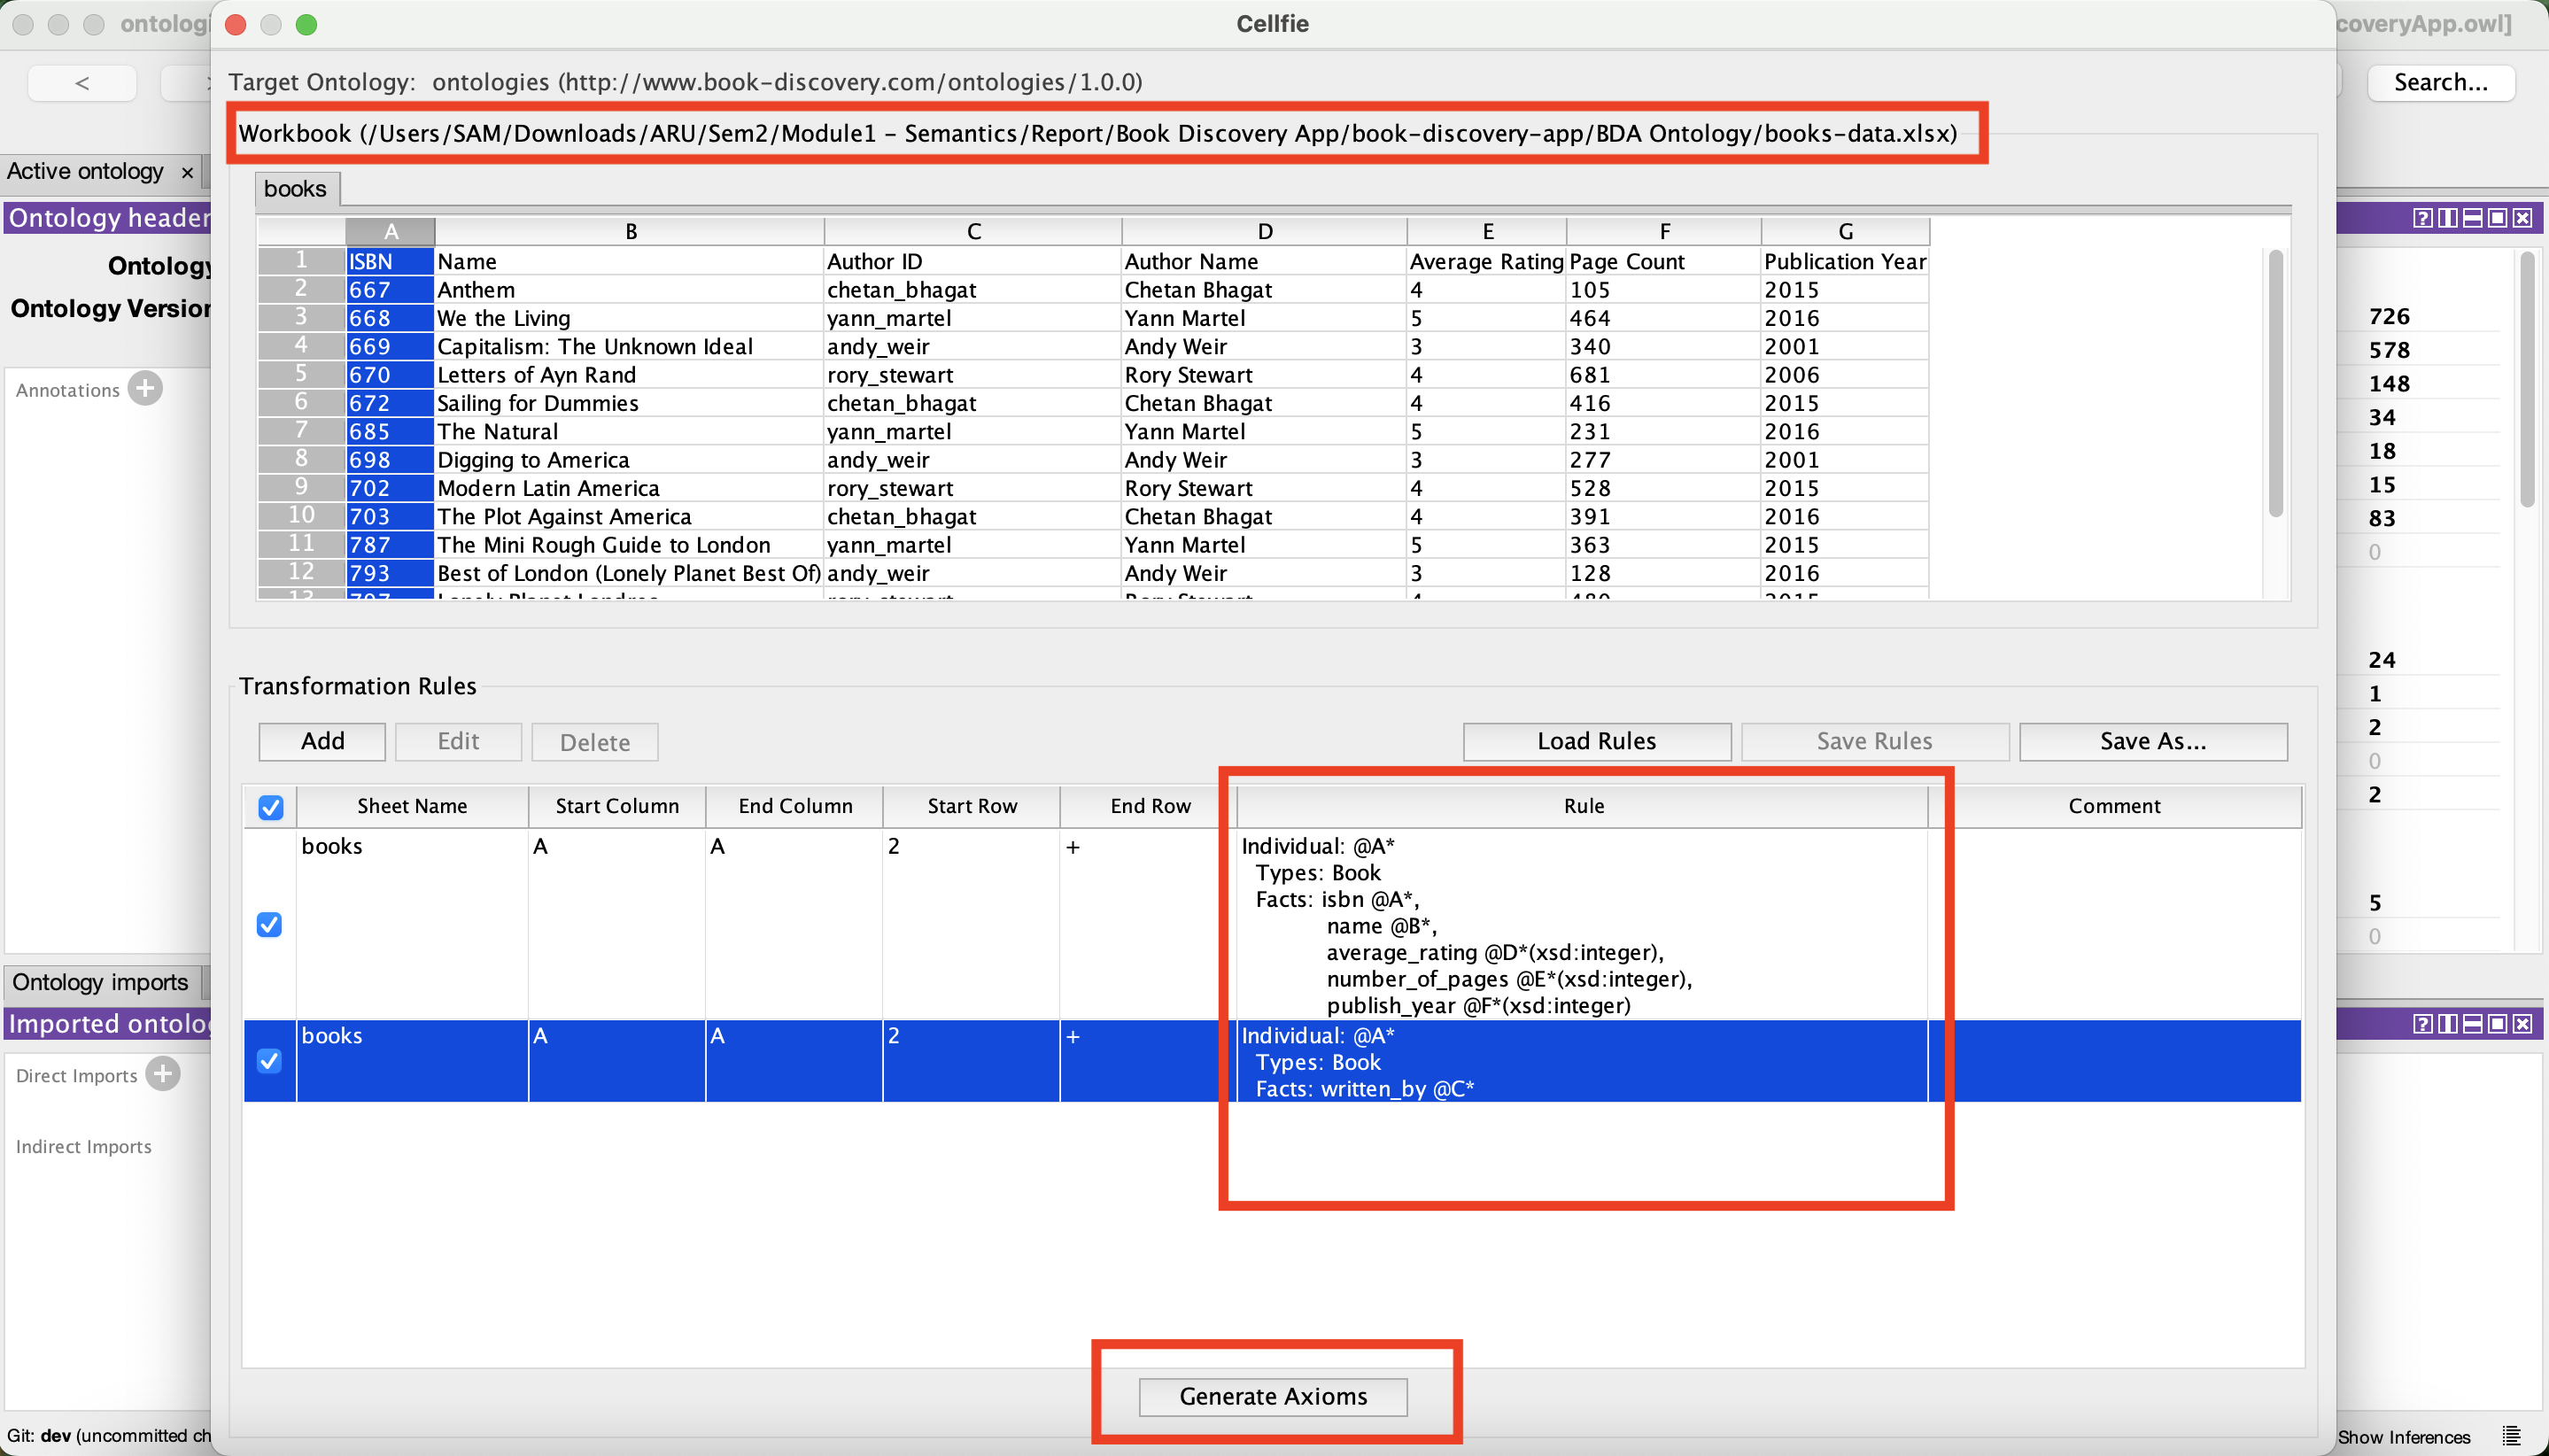 ontologi
Cellfie
coveryApp.owl]
<
Search...
Target Ontology: ontologies (http://www.book-discovery.com/ontologies/1.0.0)
Workbook (/Users/SAM/Downloads/ARU/Sem2/Module1 - Semantics/Report/Book Discovery App/book-discovery-app/BDA Ontology/books-data.xlsx)
Active ontology ×
books
Ontology header
Ontology
Ontology Version
Annotations
A B C D E F G
1 ISBN Name Author ID Author Name Average Rating Page Count Publication Year
2 667 Anthem chetan_bhagat Chetan Bhagat 4 105 2015
3 668 We the Living yann_martel Yann Martel 5 464 2016
4 669 Capitalism: The Unknown Ideal andy_weir Andy Weir 3 340 2001
5 670 Letters of Ayn Rand rory_stewart Rory Stewart 4 681 2006
6 672 Sailing for Dummies chetan_bhagat Chetan Bhagat 4 416 2015
7 685 The Natural yann_martel Yann Martel 5 231 2016
8 698 Digging to America andy_weir Andy Weir 3 277 2001
9 702 Modern Latin America rory_stewart Rory Stewart 4 528 2015
10 703 The Plot Against America chetan_bhagat Chetan Bhagat 4 391 2016
11 787 The Mini Rough Guide to London yann_martel Yann Martel 5 363 2015
12 793 Best of London (Lonely Planet Best Of) andy_weir Andy Weir 3 128 2016
726
578
148
34
18
15
83
0
24
1
2
0
2
5
0
Transformation Rules
Add Edit Delete Load Rules Save Rules Save As...
Sheet Name Start Column End Column Start Row End Row Rule Comment
books A A 2 + Individual: @A*
Types: Book
Facts: isbn @A*,
name @B*,
average_rating @D*(xsd:integer),
number_of_pages @E*(xsd:integer),
publish_year @F*(xsd:integer)
books A A 2 + Individual: @A*
Types: Book
Facts: written_by @C*
Ontology imports
Imported ontolo
Direct Imports
Indirect Imports
Generate Axioms
Git: dev (uncommitted ch
Show Inferences